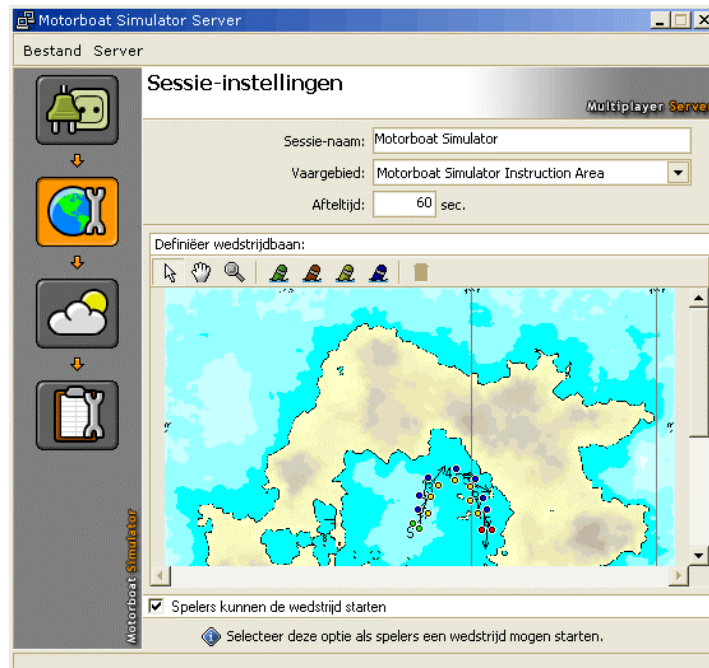 Motorboat Simulator Server
Bestand Server
Sessie-instellingen
Multiplayer Server
Sessie-naam: Motorboat Simulator
Vaargebied: Motorboat Simulator Instruction Area
Afteltijd: 60 sec.
Definiëer wedstrijdbaan:
4
S
Motorboat Simulator
Spelers kunnen de wedstrijd starten
Selecteer deze optie als spelers een wedstrijd mogen starten.